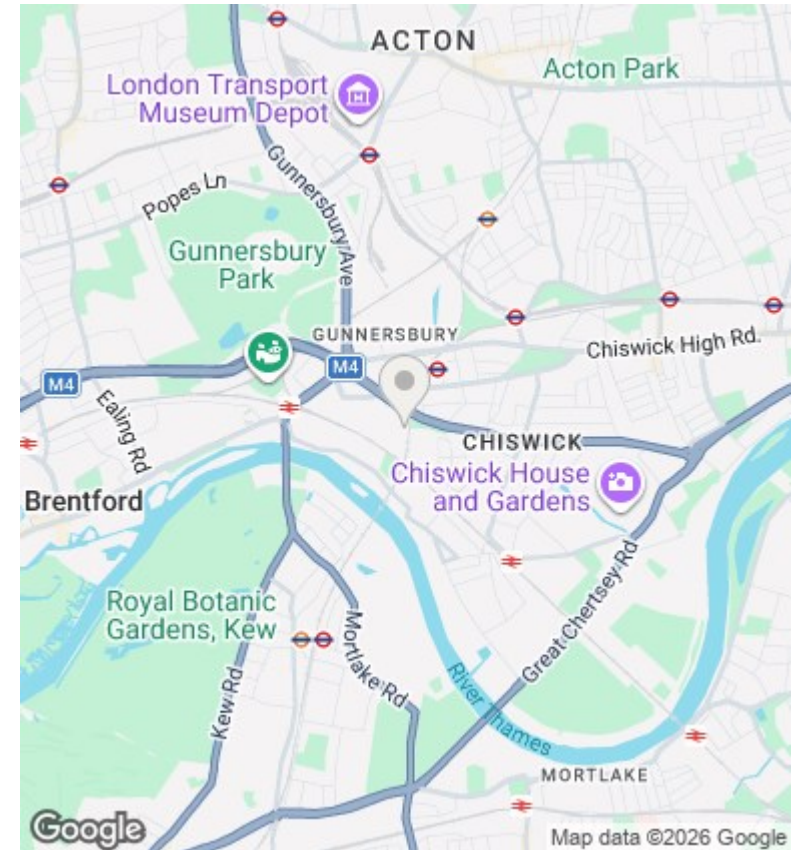 ACTON
Acton Park
London Transport
Museum Depot
Gunnersbury Ave
Popes Ln
Gunnersbury
Park
GUNNERSBURY
Chiswick High Rd.
M4
M4
Ealing Rd
CHISWICK
Chiswick House
and Gardens
Brentford
Royal Botanic
Gardens, Kew
Mortlake Rd
Great Chertsey Rd
Kew Rd
River Thames
MORTLAKE
Google
Map data ©2026 Google